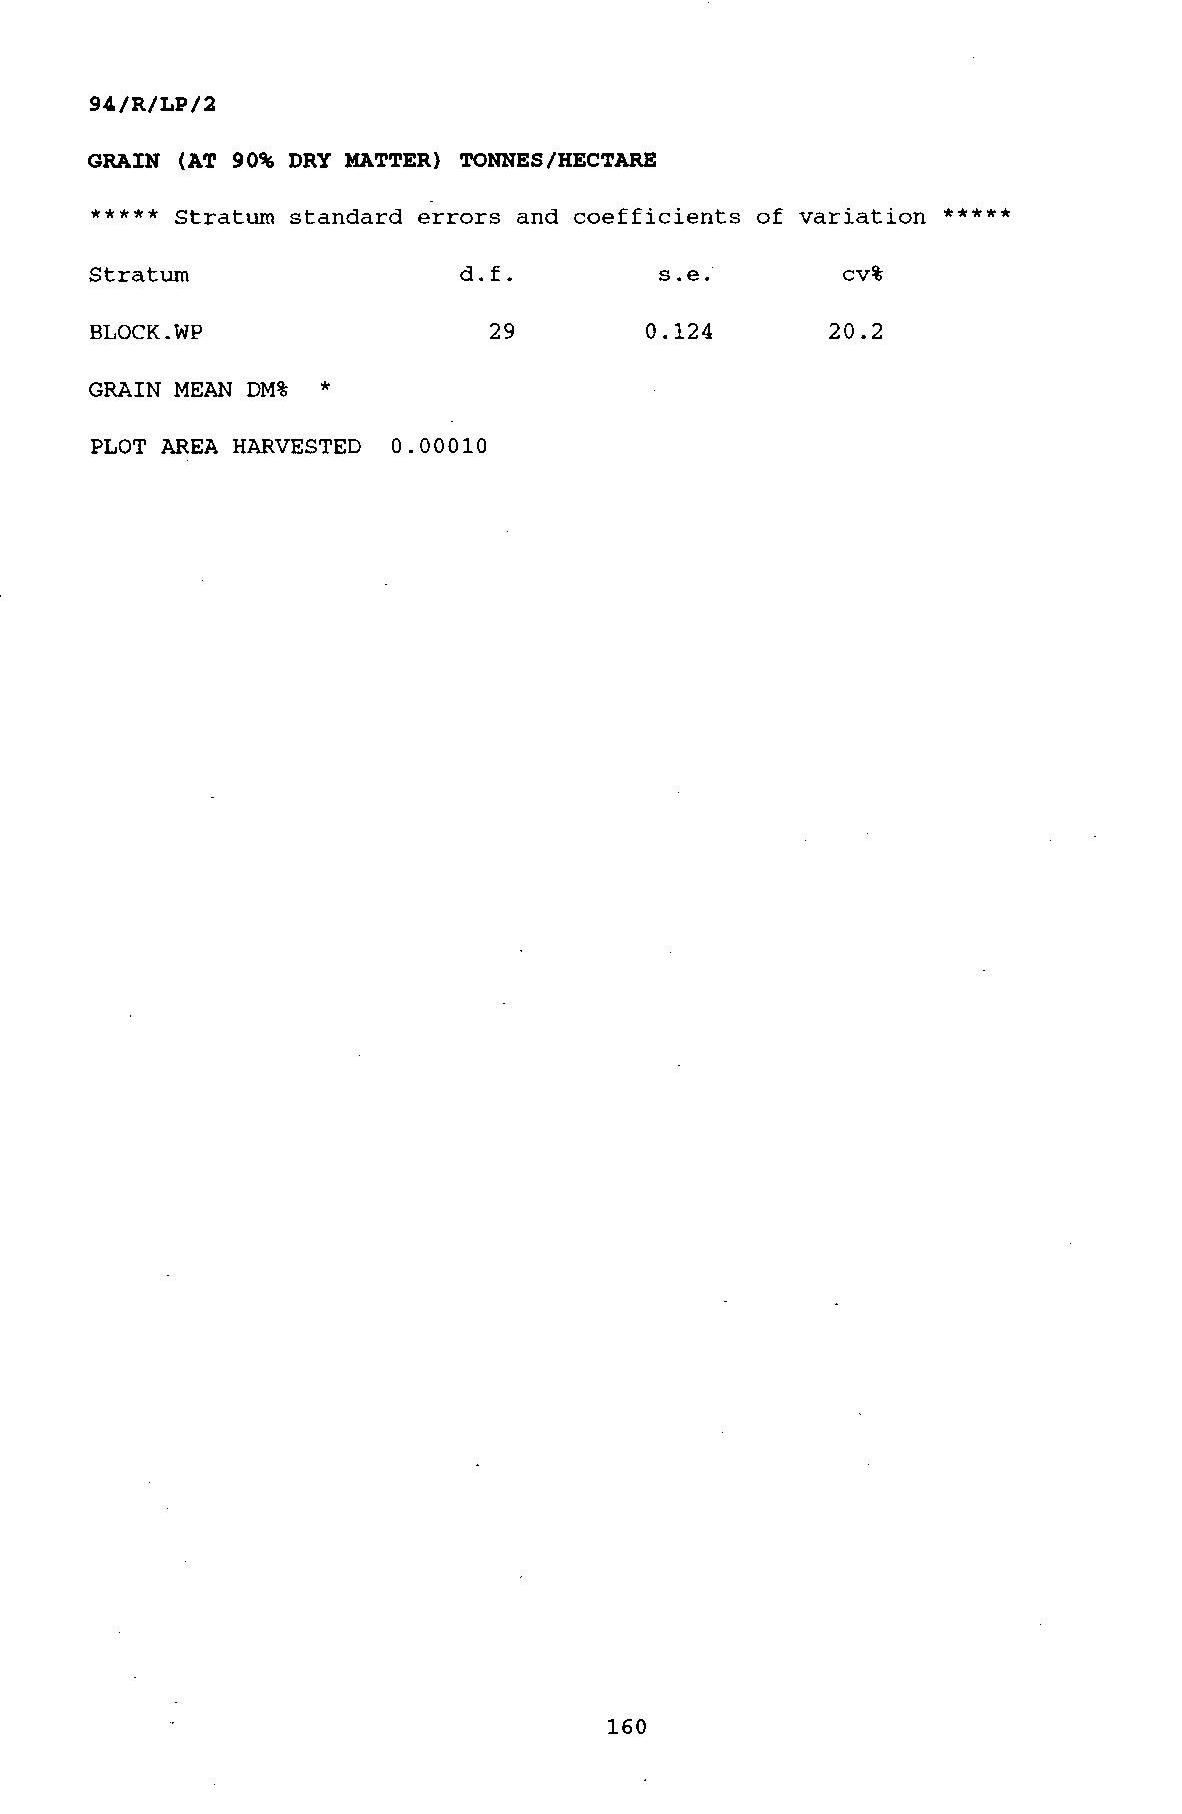 94/R/LP/2
GRAIN (AT 90% DRY MATTER) TONNES/HECTARE
***** Stratum standard errors and coefficients of variation *****
Stratum d.f. s.e. cv%
BLOCK.WP 29 0.124 20.2
GRAIN MEAN DM% *
PLOT AREA HARVESTED 0.00010
160